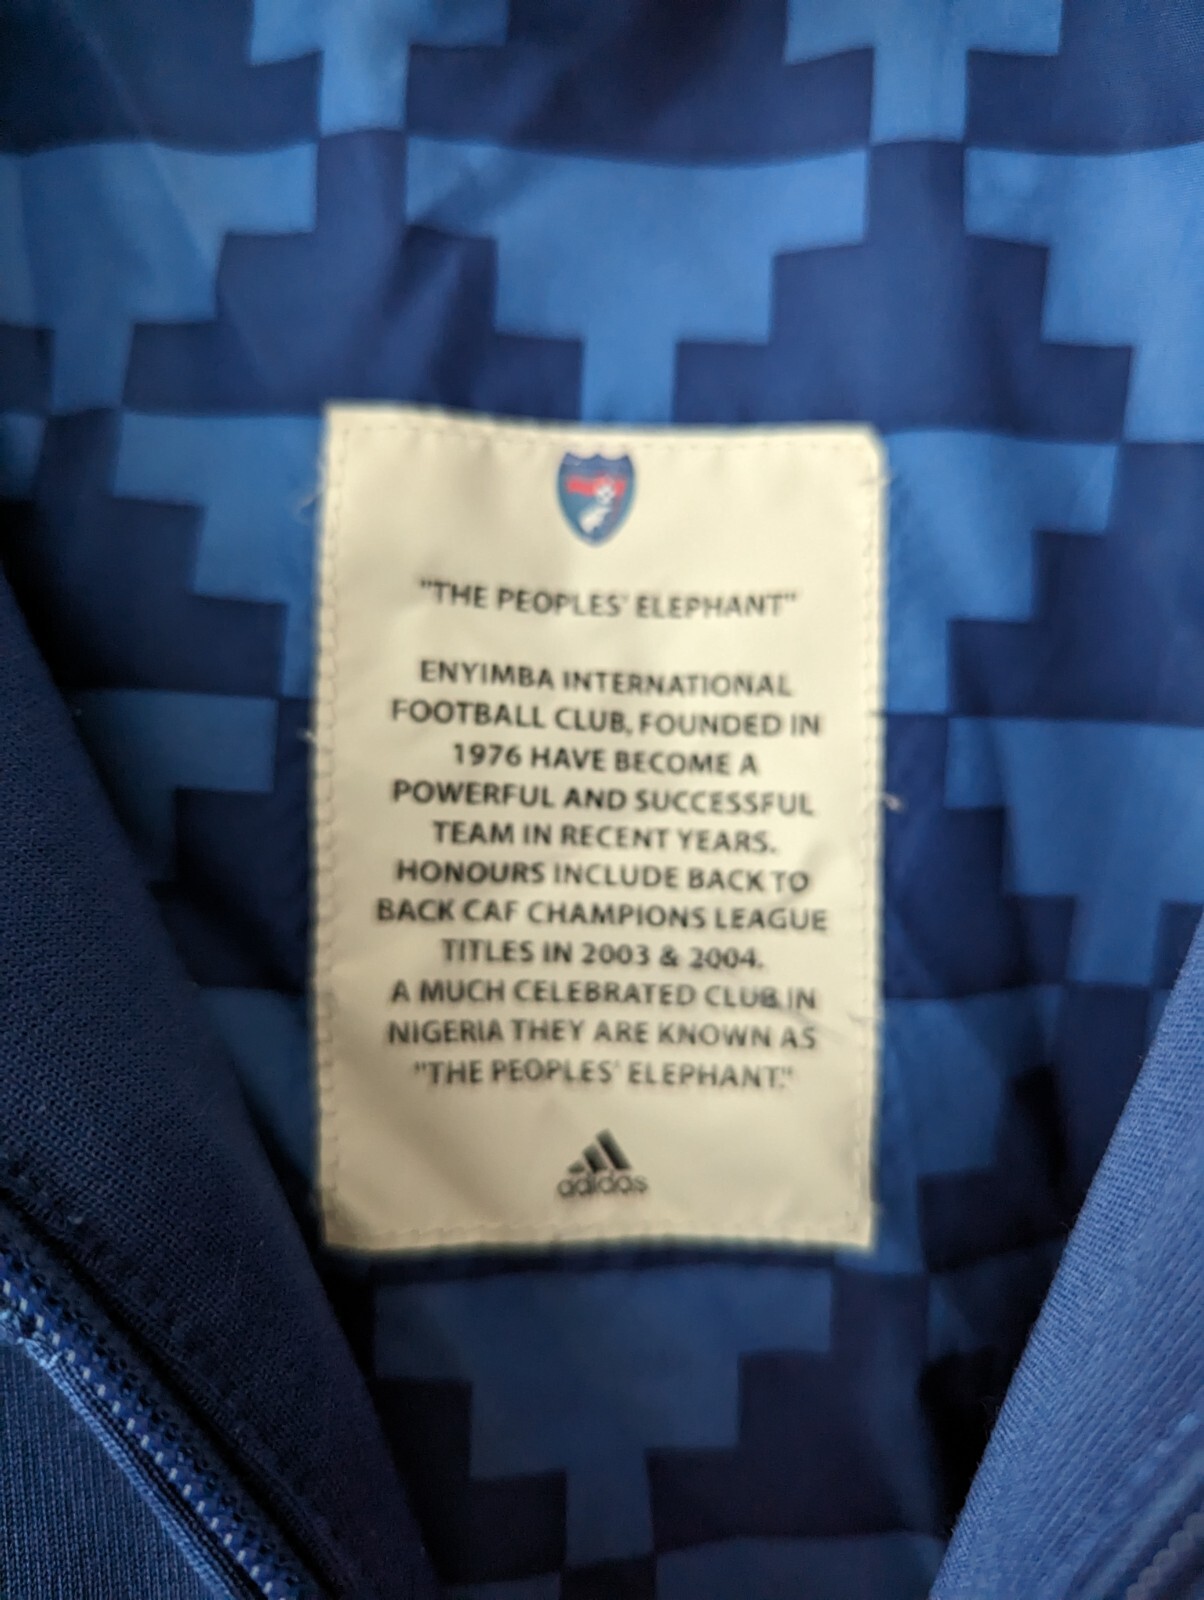 "THE PEOPLES' ELEPHANT"
ENYIMBA INTERNATIONAL
FOOTBALL CLUB, FOUNDED IN
1976 HAVE BECOME A
POWERFUL AND SUCCESSFUL
TEAM IN RECENT YEARS.
HONOURS INCLUDE BACK TO
BACK CAF CHAMPIONS LEAGUE
TITLES IN 2003 & 2004.
A MUCH CELEBRATED CLUB IN
NIGERIA THEY ARE KNOWN AS
"THE PEOPLES' ELEPHANT."
adidas